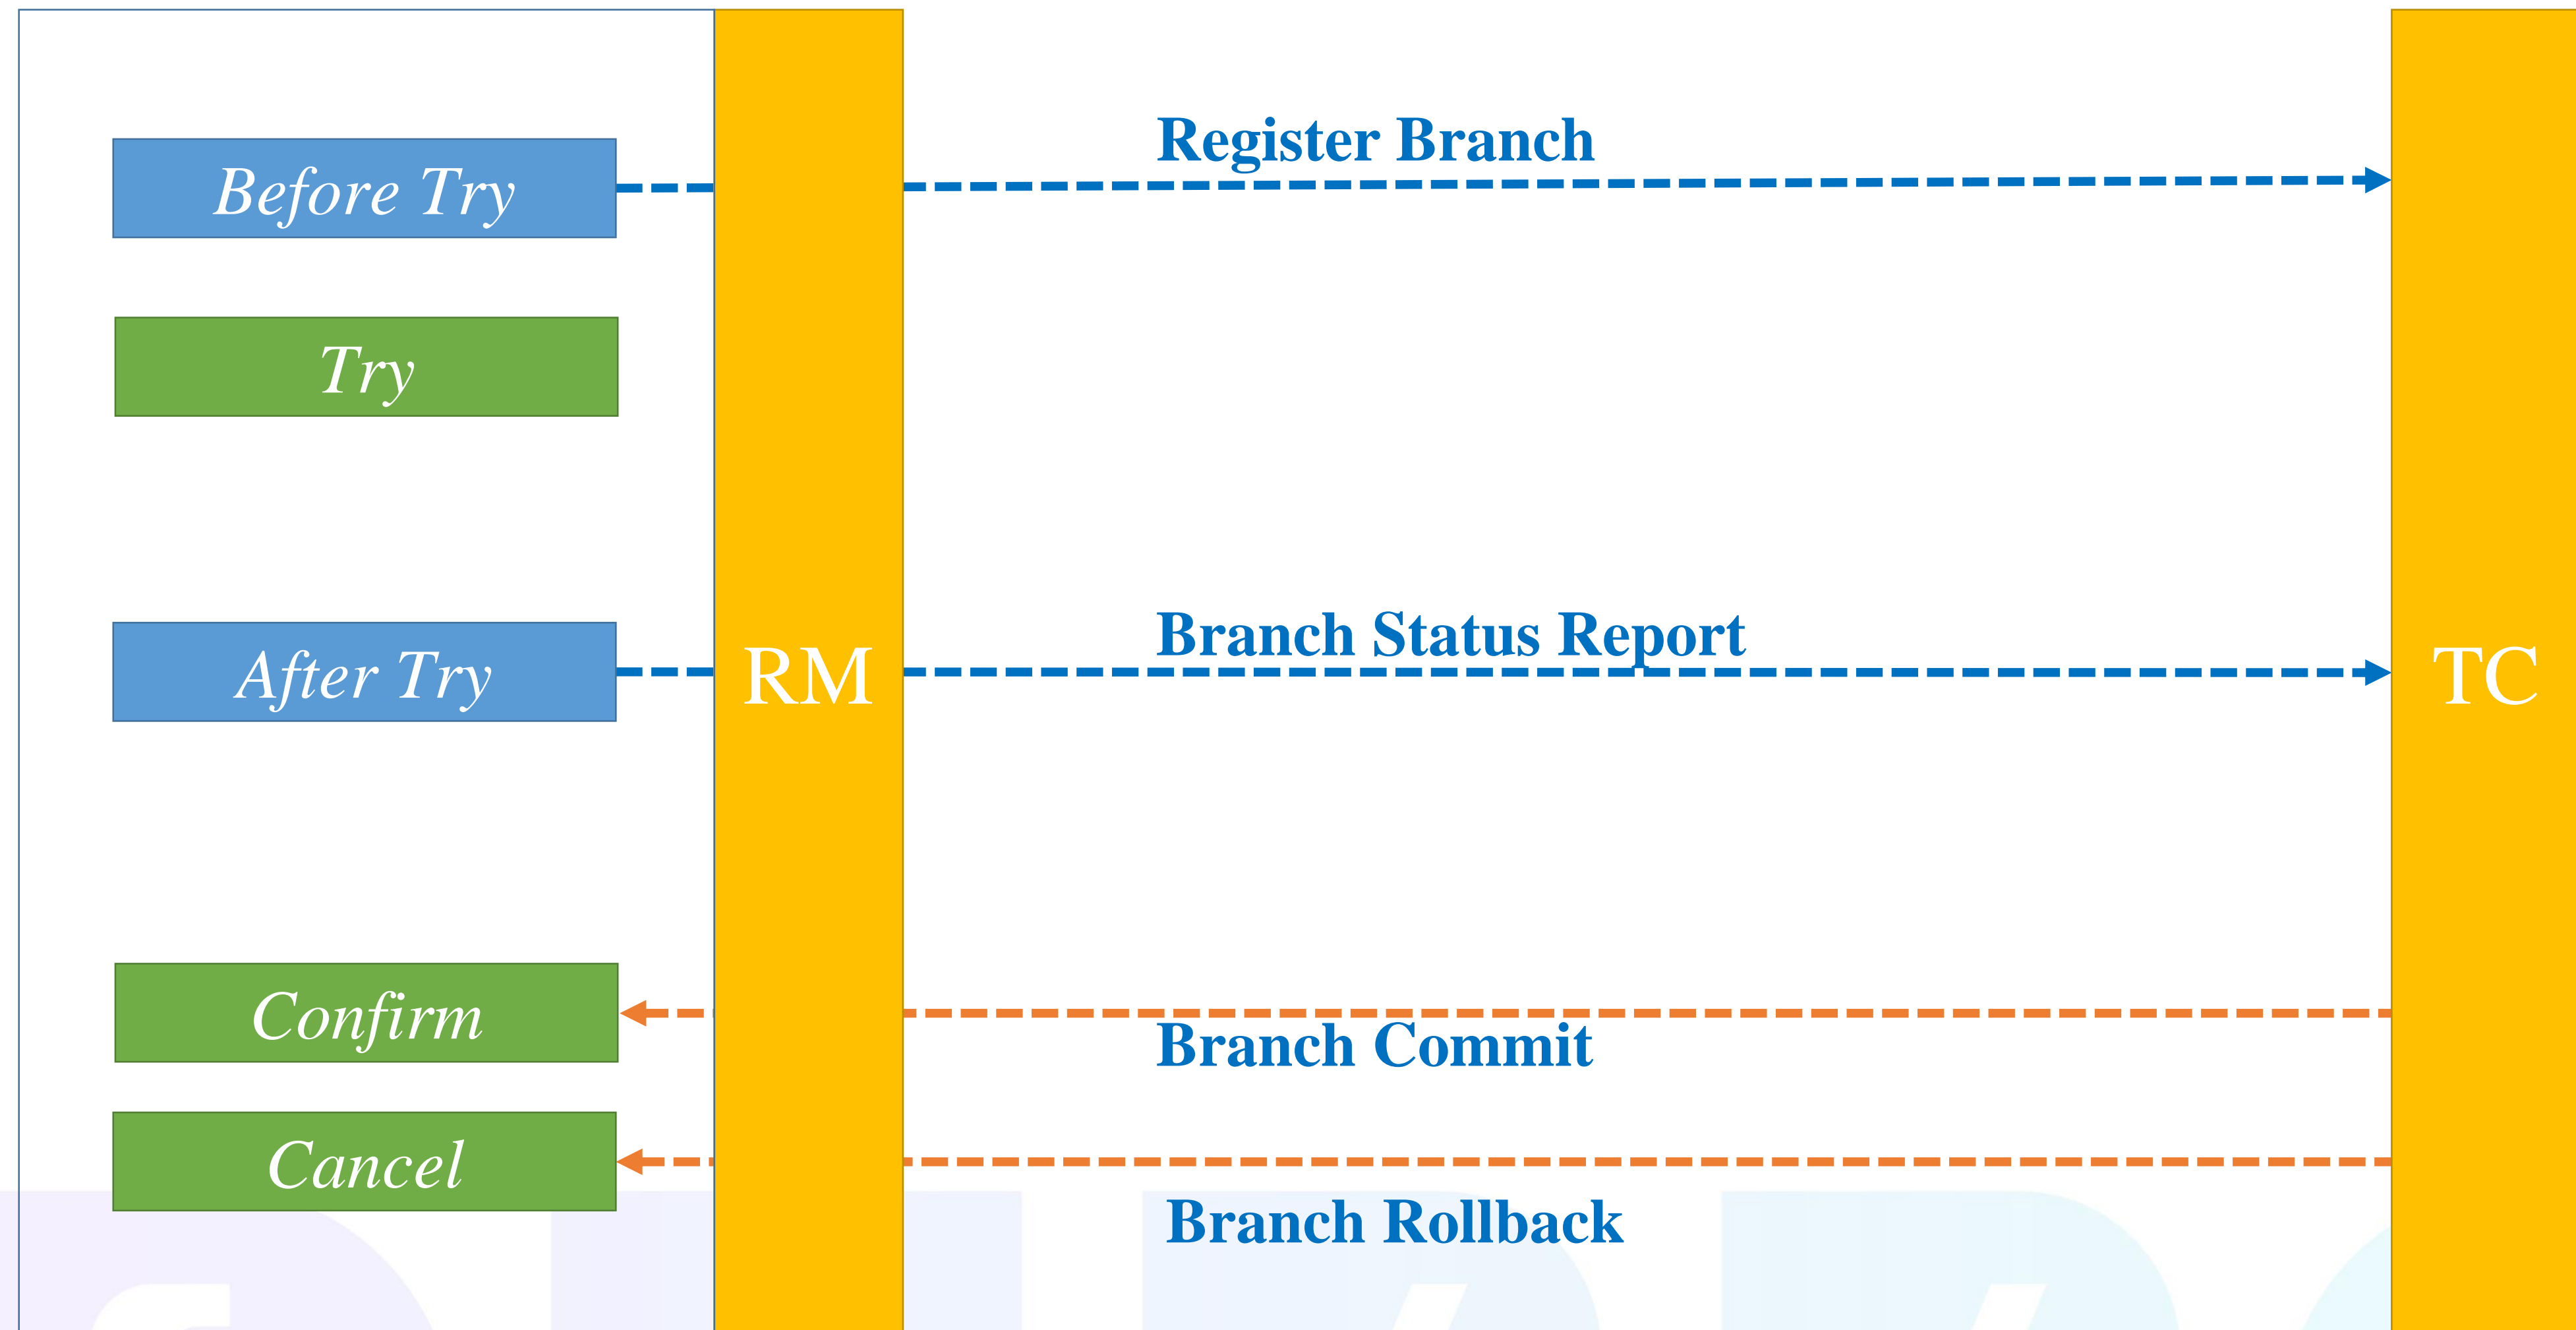 Register Branch
Before Try
Try
Branch Status Report
After Try
RM
TC
Confirm
Branch Commit
Cancel
Branch Rollback